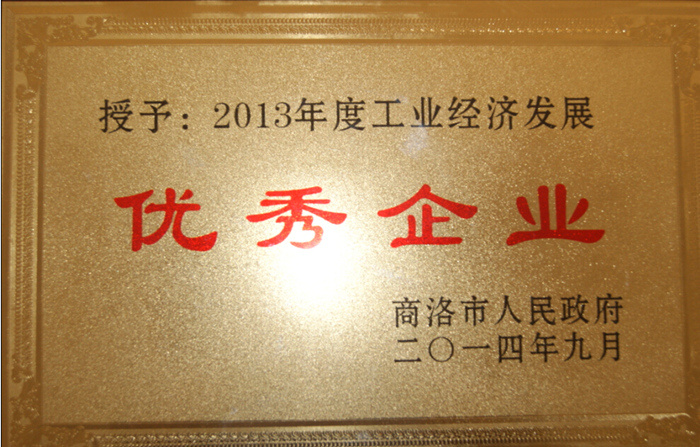 授予：2013年度工业经济发展
优秀企业
商洛市人民政府
二〇一四年九月